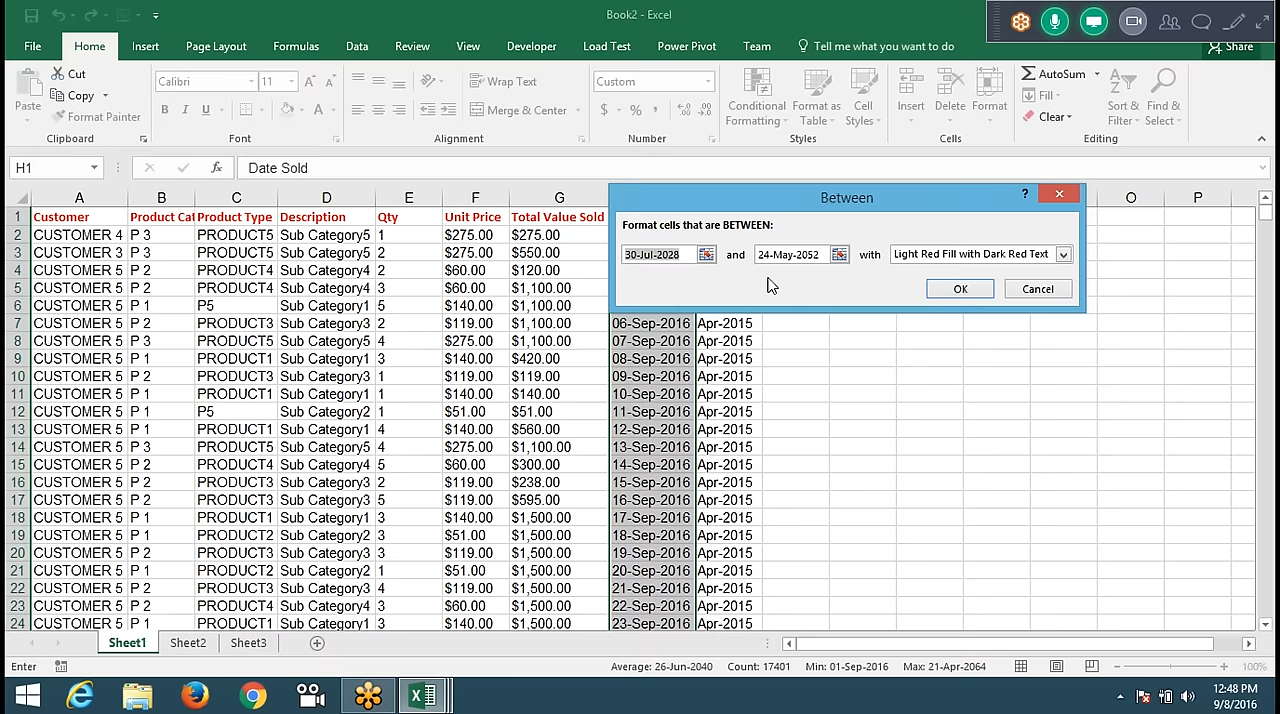 Book2 - Excel
File Home Insert Page Layout Formulas Data Review View Developer Load Test Power Pivot Team Tell me what you want to do Share
Cut
Copy
Format Painter
Paste
Clipboard
Calibri 11
B I U
Font
Wrap Text
Merge & Center
Alignment
Custom
$ % ,
Number
Conditional Formatting
Format as Table
Cell Styles
Styles
Insert Delete Format
Cells
AutoSum
Fill
Clear
Sort & Filter
Find & Select
Editing
H1 fx Date Sold
A B C D E F G O P
1 Customer Product Cat Product Type Description Qty Unit Price Total Value Sold
2 CUSTOMER 4 P 3 PRODUCT5 Sub Category5 1 $275.00 $275.00
3 CUSTOMER 3 P 3 PRODUCT5 Sub Category5 2 $275.00 $550.00
4 CUSTOMER 5 P 2 PRODUCT4 Sub Category4 2 $60.00 $120.00
5 CUSTOMER 5 P 2 PRODUCT4 Sub Category4 3 $60.00 $1,100.00
6 CUSTOMER 5 P 1 P5 Sub Category1 5 $140.00 $1,100.00
7 CUSTOMER 5 P 2 PRODUCT3 Sub Category3 2 $119.00 $1,100.00 06-Sep-2016 Apr-2015
8 CUSTOMER 5 P 3 PRODUCT5 Sub Category5 4 $275.00 $1,100.00 07-Sep-2016 Apr-2015
9 CUSTOMER 5 P 1 PRODUCT1 Sub Category1 3 $140.00 $420.00 08-Sep-2016 Apr-2015
10 CUSTOMER 5 P 2 PRODUCT3 Sub Category3 1 $119.00 $119.00 09-Sep-2016 Apr-2015
11 CUSTOMER 5 P 1 PRODUCT1 Sub Category1 1 $140.00 $140.00 10-Sep-2016 Apr-2015
12 CUSTOMER 5 P 1 P5 Sub Category2 1 $51.00 $51.00 11-Sep-2016 Apr-2015
13 CUSTOMER 5 P 1 PRODUCT1 Sub Category1 4 $140.00 $560.00 12-Sep-2016 Apr-2015
14 CUSTOMER 5 P 3 PRODUCT5 Sub Category5 4 $275.00 $1,100.00 13-Sep-2016 Apr-2015
15 CUSTOMER 5 P 2 PRODUCT4 Sub Category4 5 $60.00 $300.00 14-Sep-2016 Apr-2015
16 CUSTOMER 5 P 2 PRODUCT3 Sub Category3 2 $119.00 $238.00 15-Sep-2016 Apr-2015
17 CUSTOMER 5 P 2 PRODUCT3 Sub Category3 5 $119.00 $595.00 16-Sep-2016 Apr-2015
18 CUSTOMER 5 P 1 PRODUCT1 Sub Category1 3 $140.00 $1,500.00 17-Sep-2016 Apr-2015
19 CUSTOMER 5 P 1 PRODUCT2 Sub Category2 3 $51.00 $1,500.00 18-Sep-2016 Apr-2015
20 CUSTOMER 5 P 2 PRODUCT3 Sub Category3 3 $119.00 $1,500.00 19-Sep-2016 Apr-2015
21 CUSTOMER 5 P 1 PRODUCT2 Sub Category2 1 $51.00 $1,500.00 20-Sep-2016 Apr-2015
22 CUSTOMER 5 P 2 PRODUCT3 Sub Category3 4 $119.00 $1,500.00 21-Sep-2016 Apr-2015
23 CUSTOMER 5 P 2 PRODUCT4 Sub Category4 3 $60.00 $1,500.00 22-Sep-2016 Apr-2015
24 CUSTOMER 5 P 1 PRODUCT1 Sub Category1 3 $140.00 $1,500.00 23-Sep-2016 Apr-2015
Between ?
Format cells that are BETWEEN:
30-Jul-2028 and 24-May-2052 with Light Red Fill with Dark Red Text
OK Cancel
Sheet1 Sheet2 Sheet3
Enter Average: 26-Jun-2040 Count: 17401 Min: 01-Sep-2016 Max: 21-Apr-2064 100%
12:48 PM
9/8/2016